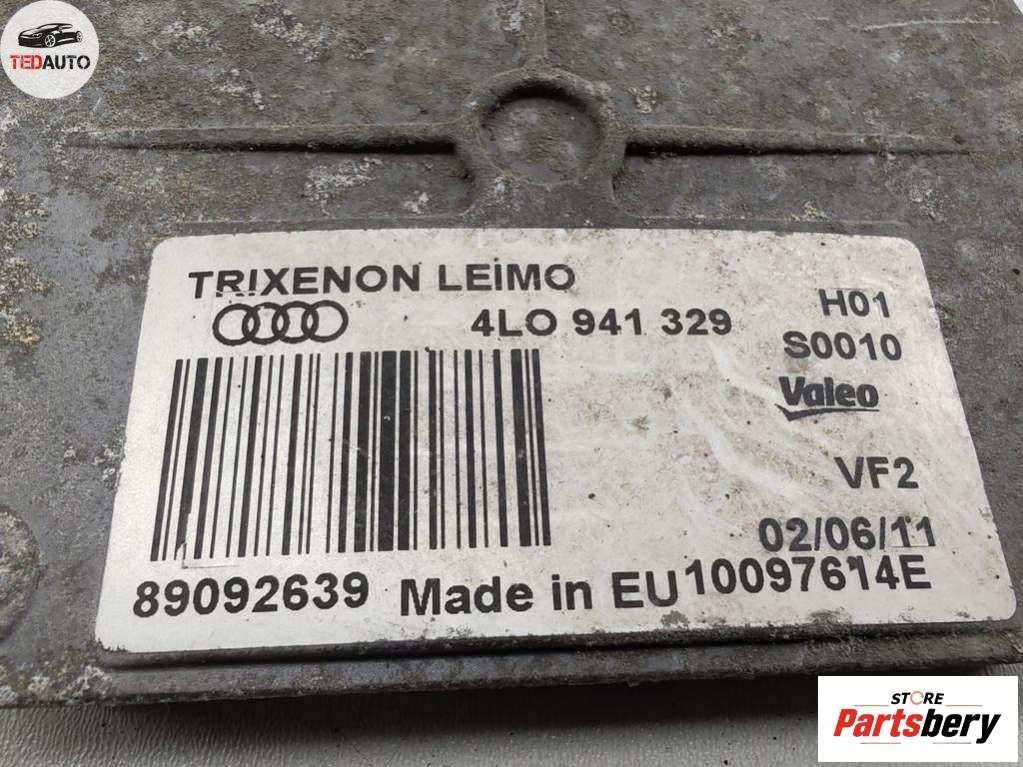 TEDAUTO
TRIXENON LEIMO
4LO 941 329
H01
S0010
Valeo
VF2
02/06/11
89092639 Made in EU 10097614E
STORE
Partsbery